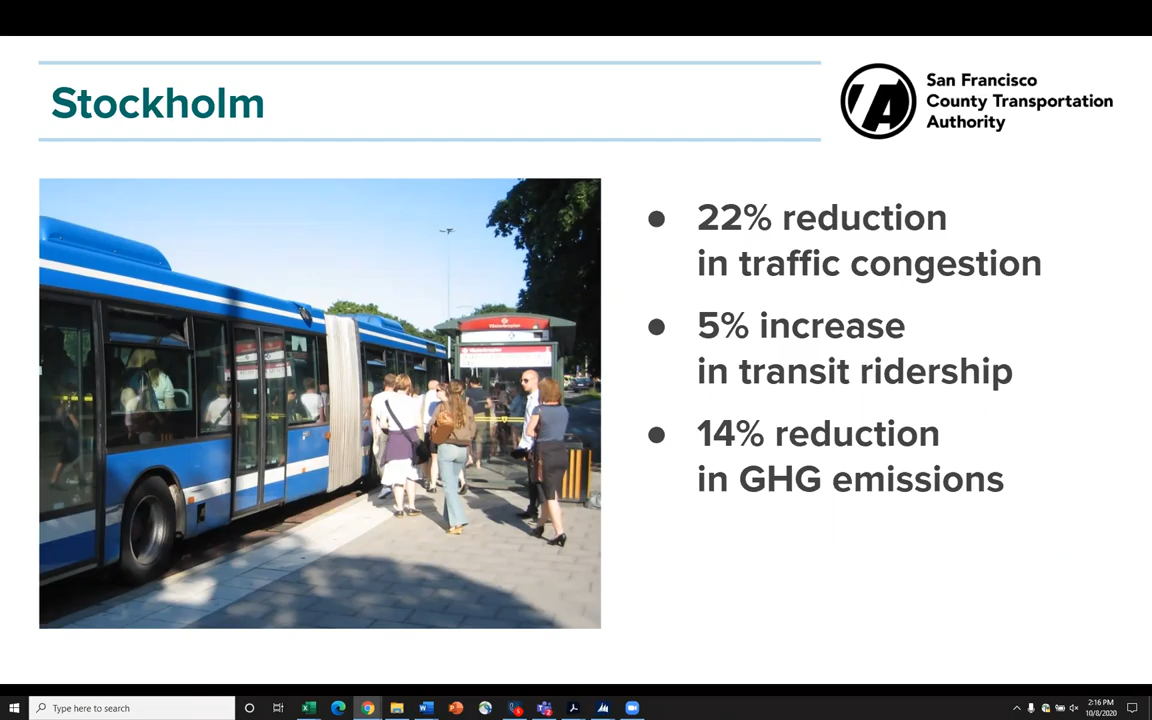 Stockholm
San Francisco
County Transportation
Authority
● 22% reduction
in traffic congestion
● 5% increase
in transit ridership
● 14% reduction
in GHG emissions
Type here to search
2:16 PM
10/8/2020